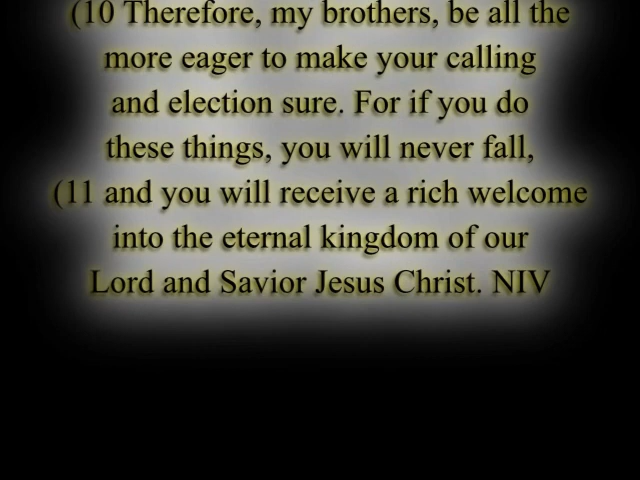 (10 Therefore, my brothers, be all the
more eager to make your calling
and election sure. For if you do
these things, you will never fall,
(11 and you will receive a rich welcome
into the eternal kingdom of our
Lord and Savior Jesus Christ. NIV